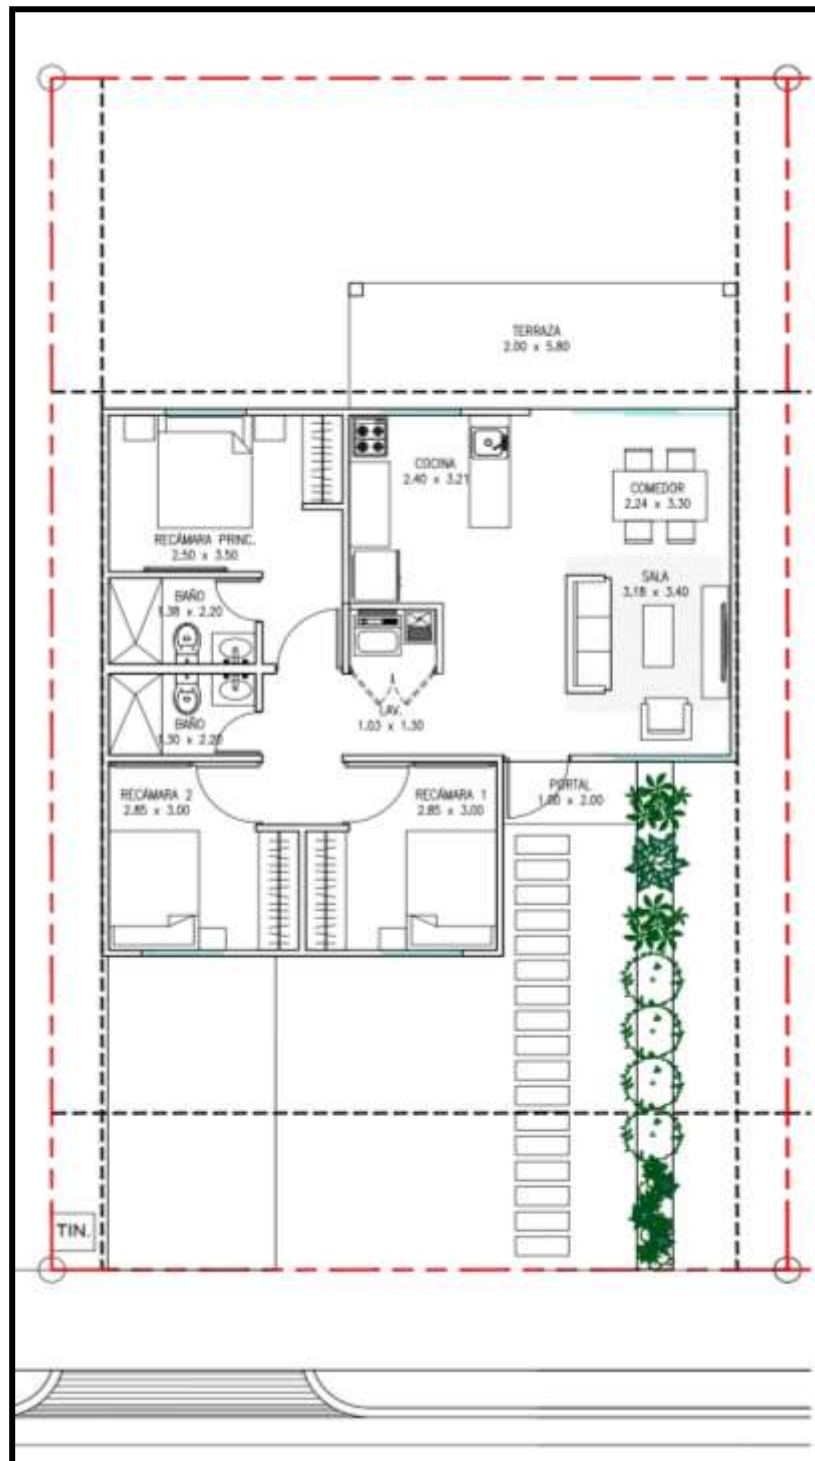 TERRAZA
2.00 x 5.80
COCINA
2.40 x 3.21
COMEDOR
2.24 x 3.30
RECÁMARA PRINC.
2.50 x 3.50
SALA
3.18 x 3.40
BAÑO
1.38 x 2.20
LAV.
1.03 x 1.30
BAÑO
1.30 x 2.20
RECÁMARA 2
2.85 x 3.00
RECÁMARA 1
2.85 x 3.00
PORTAL
1.00 x 2.00
TIN.